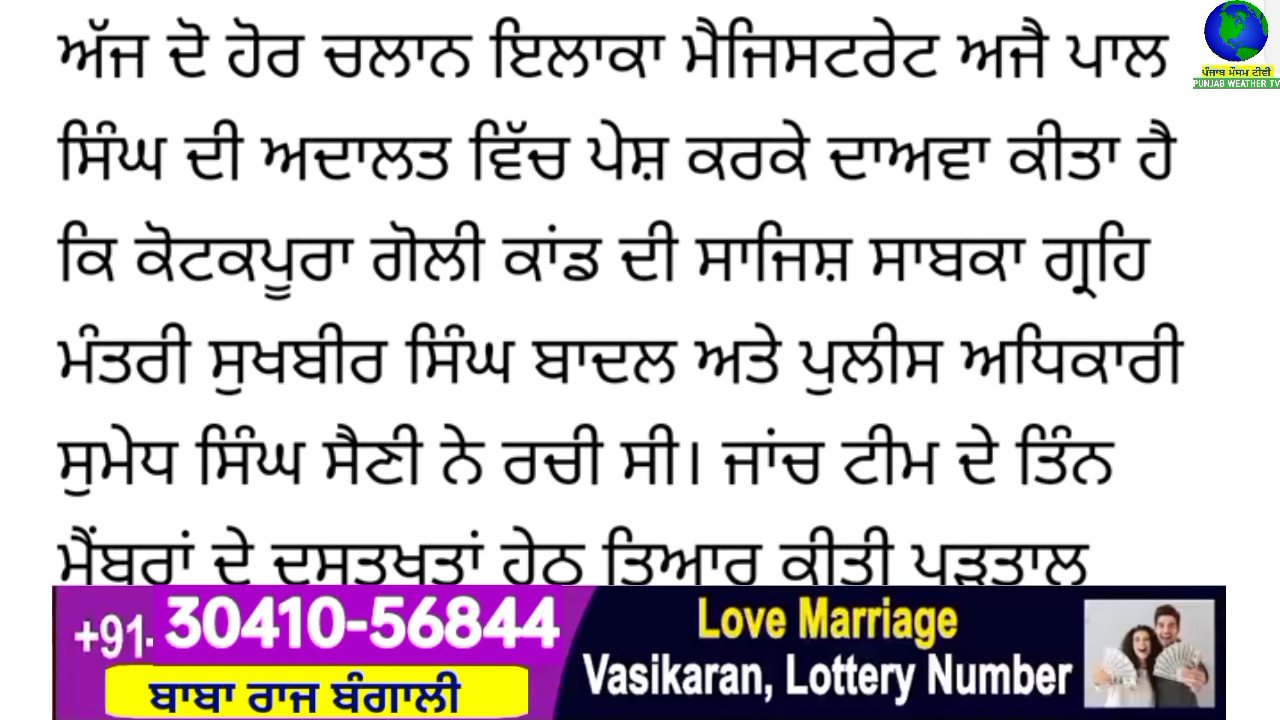 ਅੱਜ ਦੋ ਹੋਰ ਚਲਾਨ ਇਲਾਕਾ ਮੈਜਿਸਟਰੇਟ ਅਜੈ ਪਾਲ
ਸਿੰਘ ਦੀ ਅਦਾਲਤ ਵਿੱਚ ਪੇਸ਼ ਕਰਕੇ ਦਾਅਵਾ ਕੀਤਾ ਹੈ
ਕਿ ਕੋਟਕਪੂਰਾ ਗੋਲੀ ਕਾਂਡ ਦੀ ਸਾਜਿਸ਼ ਸਾਬਕਾ ਗ੍ਰਹਿ
ਮੰਤਰੀ ਸੁਖਬੀਰ ਸਿੰਘ ਬਾਦਲ ਅਤੇ ਪੁਲੀਸ ਅਧਿਕਾਰੀ
ਸੁਮੇਧ ਸਿੰਘ ਸੈਣੀ ਨੇ ਰਚੀ ਸੀ। ਜਾਂਚ ਟੀਮ ਦੇ ਤਿੰਨ
ਮੈਂਬਰਾਂ ਦੇ ਦਸਤਖਤਾਂ ਹੇਠ ਤਿਆਰ ਕੀਤੀ ਪੜਤਾਲ
ਪੰਜਾਬ ਮੌਸਮ ਟੀਵੀ
PUNJAB WEATHER TV
+91. 30410-56844
ਬਾਬਾ ਰਾਜ ਬੰਗਾਲੀ
Love Marriage
Vasikaran, Lottery Number